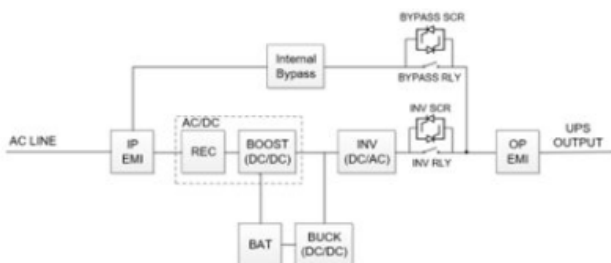 BYPASS SCR
Internal
Bypass
BYPASS RLY
AC/DC
INV SCR
AC LINE
IP
EMI
REC
BOOST
(DC/DC)
INV
(DC/AC)
INV RLY
OP
EMI
UPS
OUTPUT
BAT
BUCK
(DC/DC)